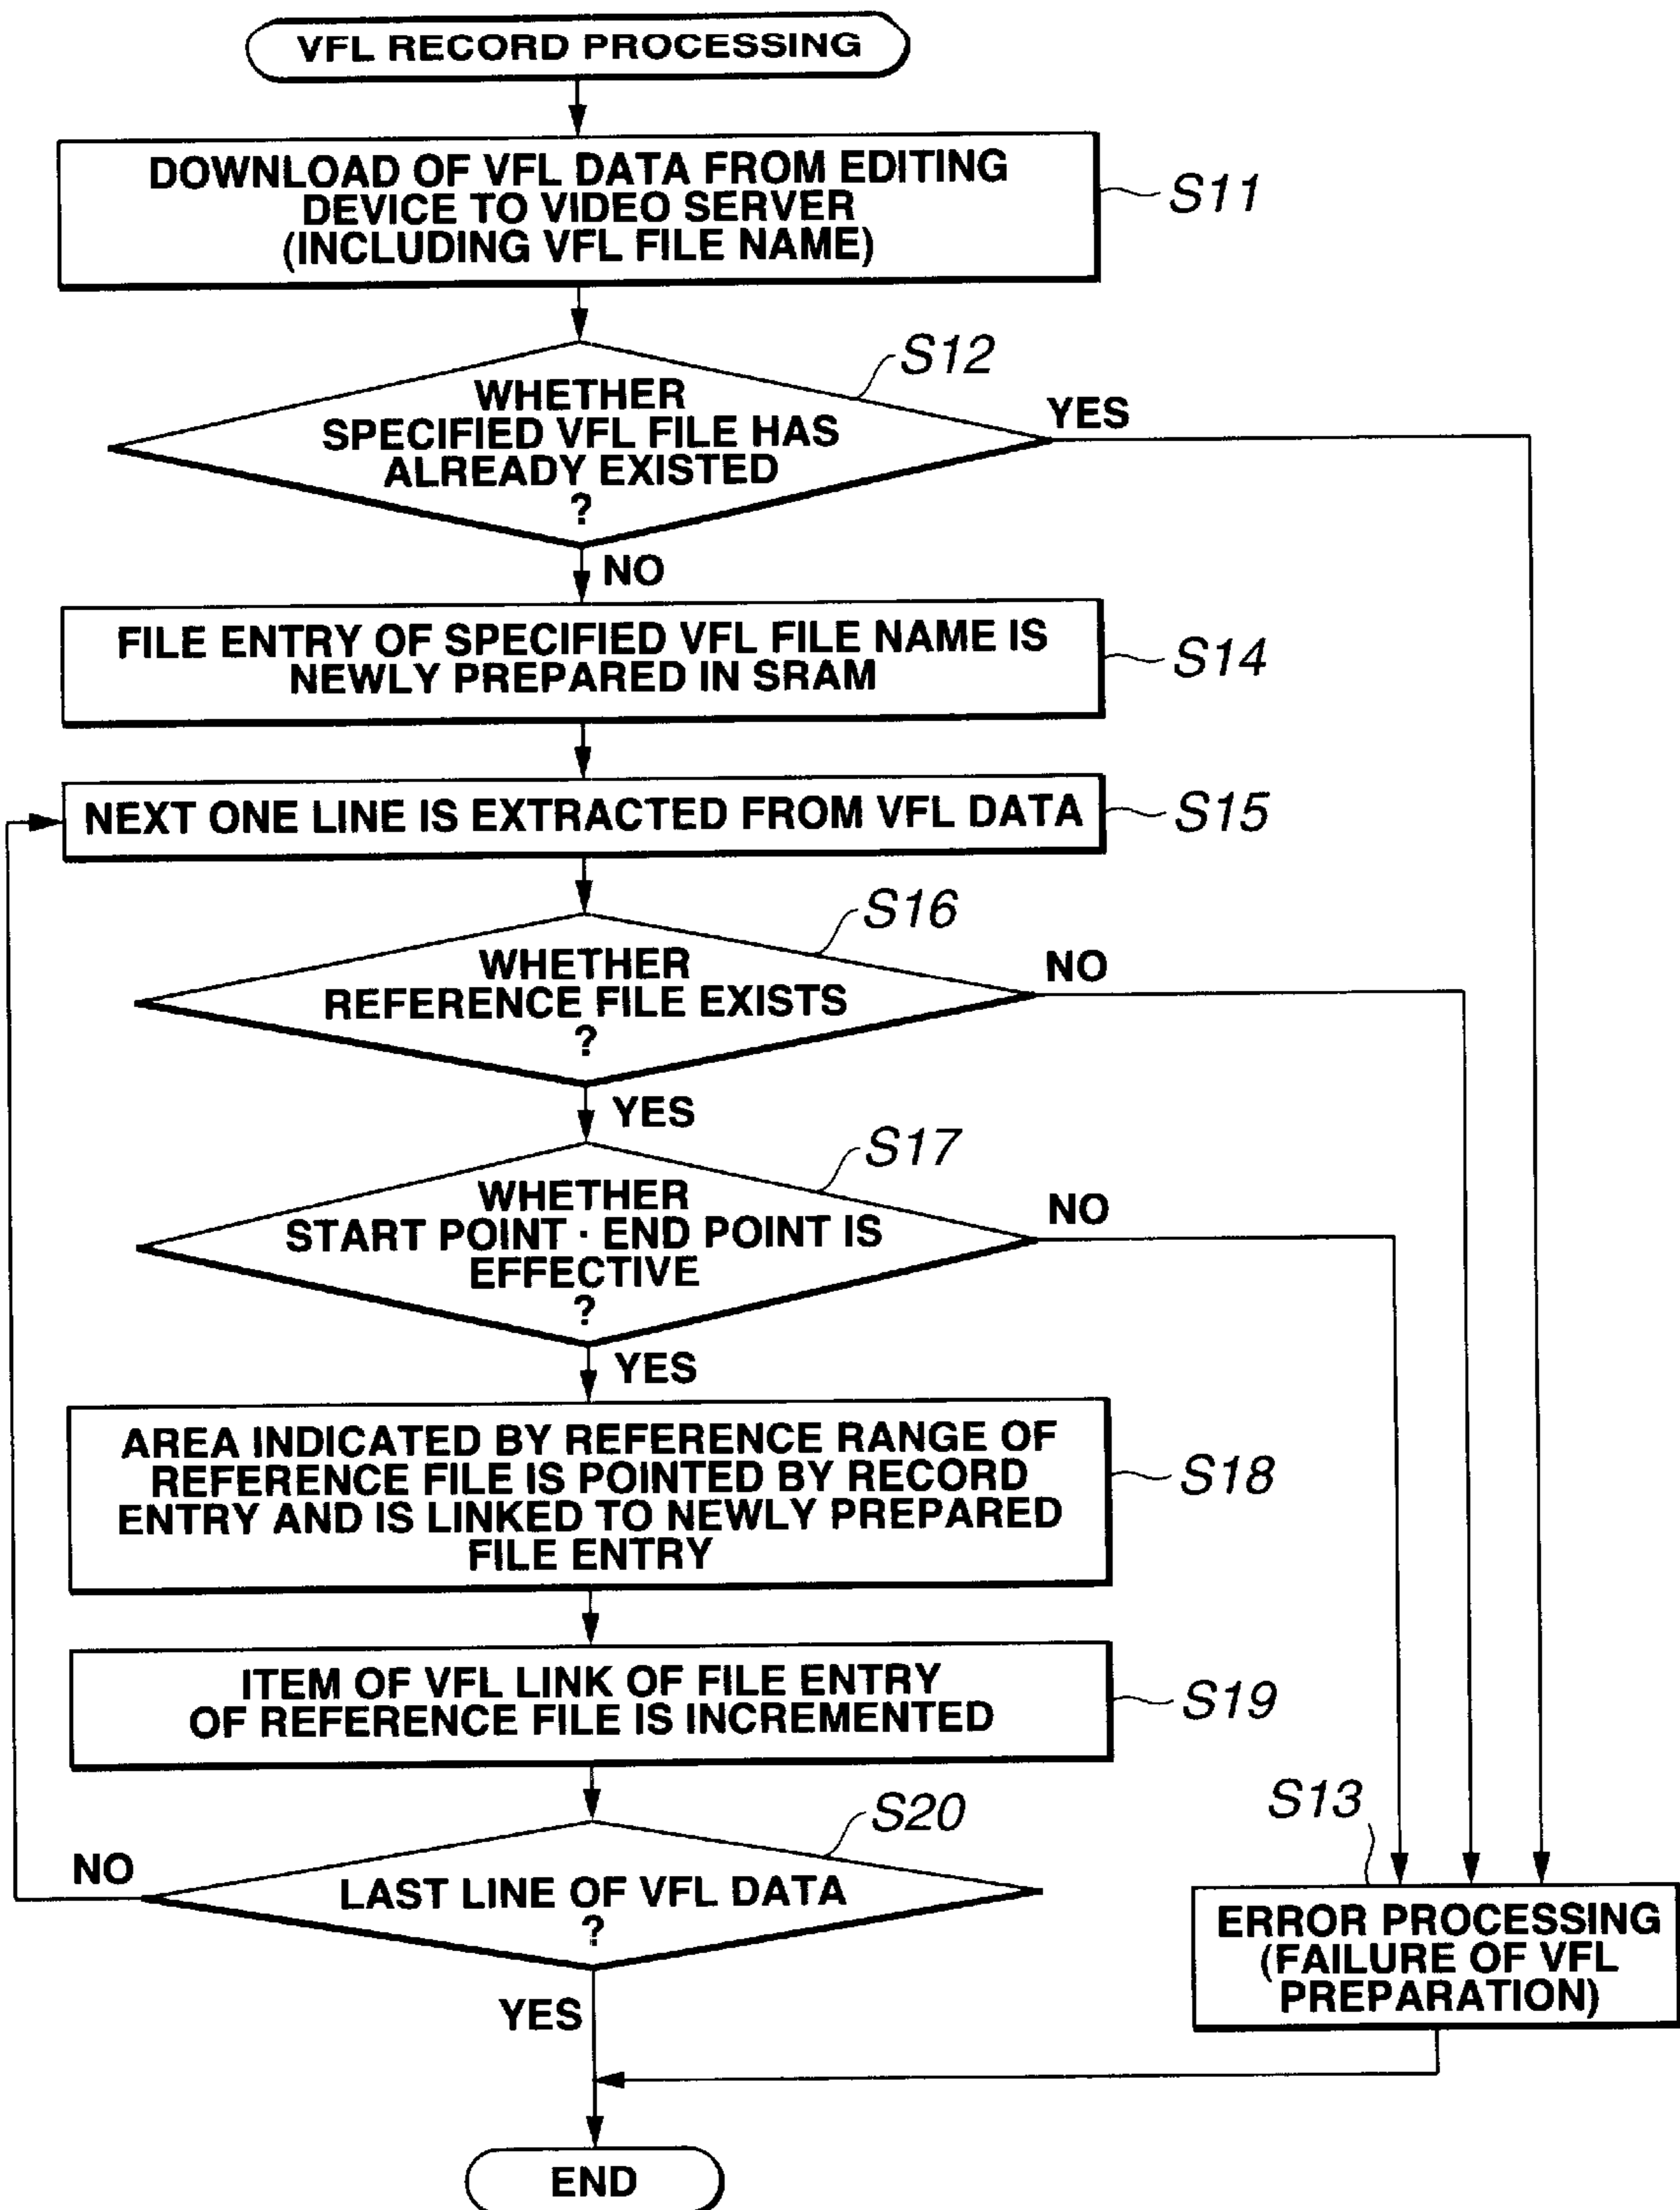 VFL RECORD PROCESSING
DOWNLOAD OF VFL DATA FROM EDITING
DEVICE TO VIDEO SERVER
(INCLUDING VFL FILE NAME)
S11
S12
WHETHER
SPECIFIED VFL FILE HAS
ALREADY EXISTED
?
YES
NO
FILE ENTRY OF SPECIFIED VFL FILE NAME IS
NEWLY PREPARED IN SRAM
S14
NEXT ONE LINE IS EXTRACTED FROM VFL DATA
S15
S16
WHETHER
REFERENCE FILE EXISTS
?
NO
YES
S17
WHETHER
START POINT · END POINT IS
EFFECTIVE
?
NO
YES
AREA INDICATED BY REFERENCE RANGE OF
REFERENCE FILE IS POINTED BY RECORD
ENTRY AND IS LINKED TO NEWLY PREPARED
FILE ENTRY
S18
ITEM OF VFL LINK OF FILE ENTRY
OF REFERENCE FILE IS INCREMENTED
S19
S20
LAST LINE OF VFL DATA
?
NO
YES
S13
ERROR PROCESSING
(FAILURE OF VFL
PREPARATION)
END